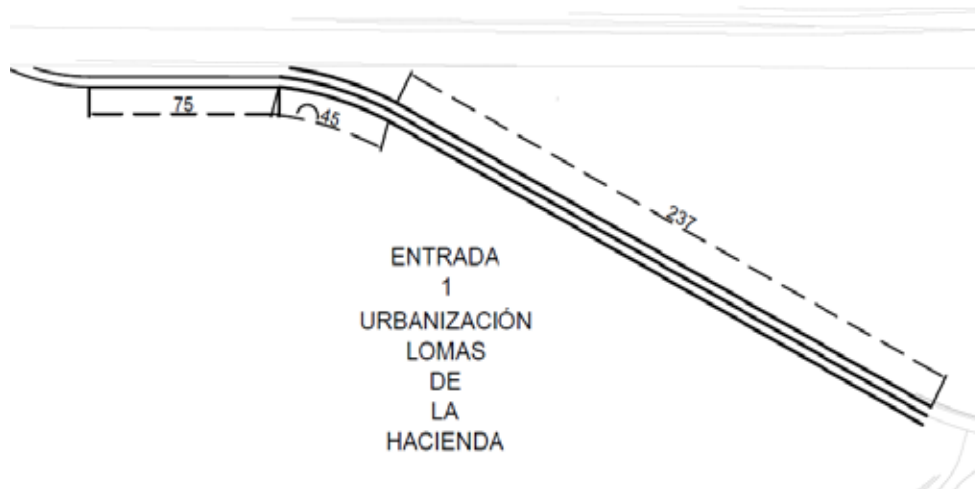 75
45
237
ENTRADA
1
URBANIZACIÓN
LOMAS
DE
LA
HACIENDA